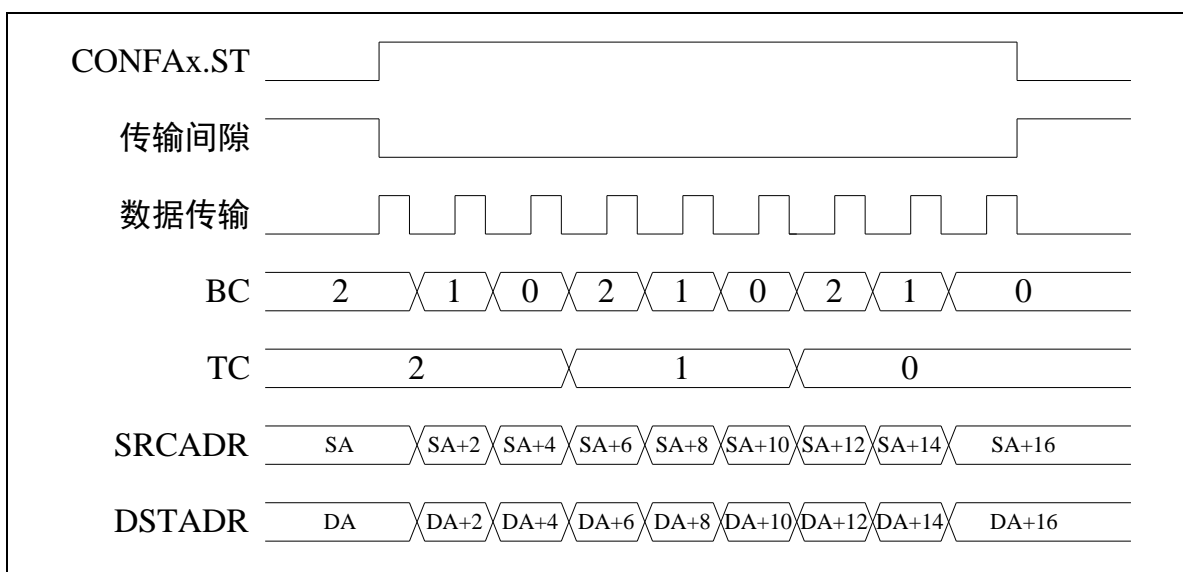 CONFAx.ST
传输间隙
数据传输
BC 2 1 0 2 1 0 2 1 0
TC 2 1 0
SRCADR SA SA+2 SA+4 SA+6 SA+8 SA+10 SA+12 SA+14 SA+16
DSTADR DA DA+2 DA+4 DA+6 DA+8 DA+10 DA+12 DA+14 DA+16